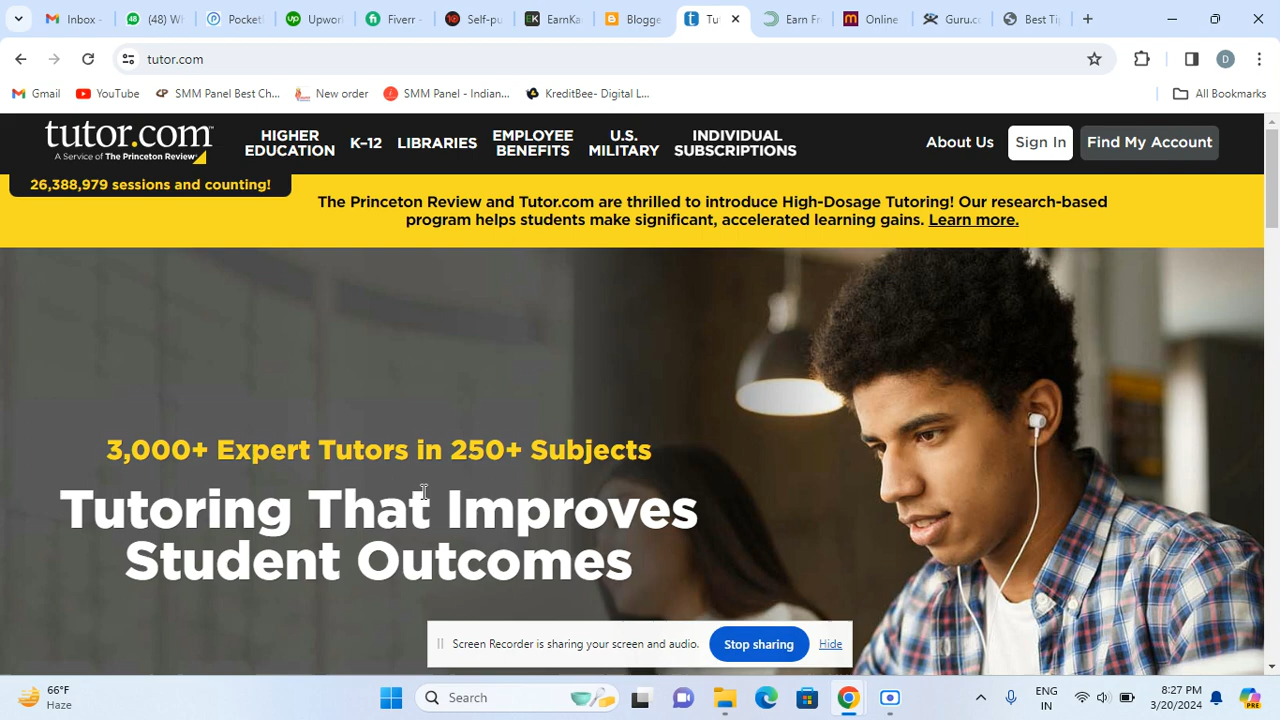 Inbox -
(48) W
Pocket
Upwor
Fiverr -
Self-pu
EarnKa
Blogge
Tu
Earn Fr
Online
Guru.c
Best Ti
tutor.com
Gmail
YouTube
SMM Panel Best Ch...
New order
SMM Panel - Indian...
KreditBee- Digital L...
All Bookmarks
D
tutor.com
A Service of The Princeton Review
HIGHER
EDUCATION
K-12
LIBRARIES
EMPLOYEE
BENEFITS
U.S.
MILITARY
INDIVIDUAL
SUBSCRIPTIONS
About Us
Sign In
Find My Account
26,388,979 sessions and counting!
The Princeton Review and Tutor.com are thrilled to introduce High-Dosage Tutoring! Our research-based
program helps students make significant, accelerated learning gains. Learn more.
3,000+ Expert Tutors in 250+ Subjects
Tutoring That Improves
Student Outcomes
Screen Recorder is sharing your screen and audio.
Stop sharing
Hide
66°F
Haze
Search
ENG
IN
8:27 PM
3/20/2024
PRE